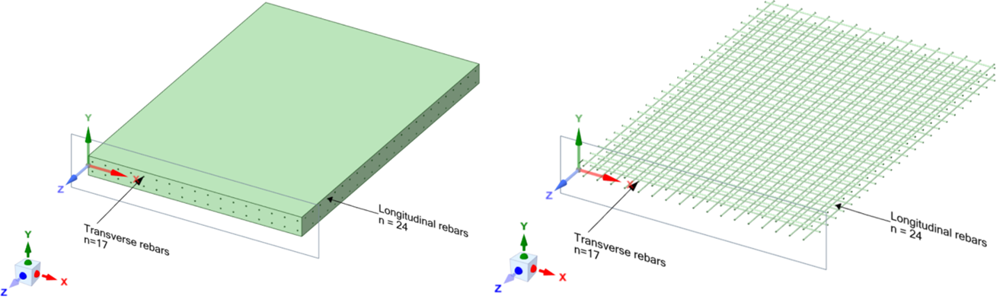 Y
X
Z
Transverse rebars
n=17
Longitudinal rebars
n = 24
Y
X
Z
Y
X
Z
Transverse rebars
n=17
Longitudinal rebars
n = 24
Y
X
Z